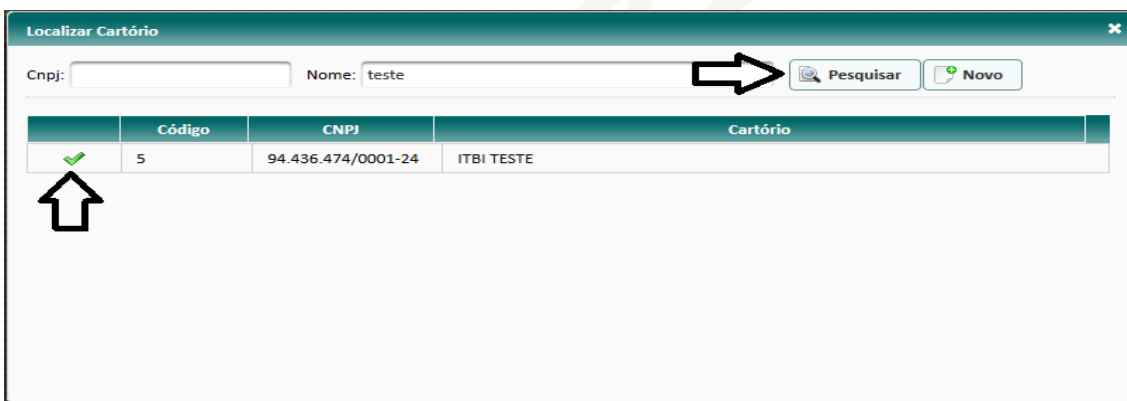 Localizar Cartório
Cnpj: Nome: teste Pesquisar Novo
Código CNPJ Cartório
5 94.436.474/0001-24 ITBI TESTE